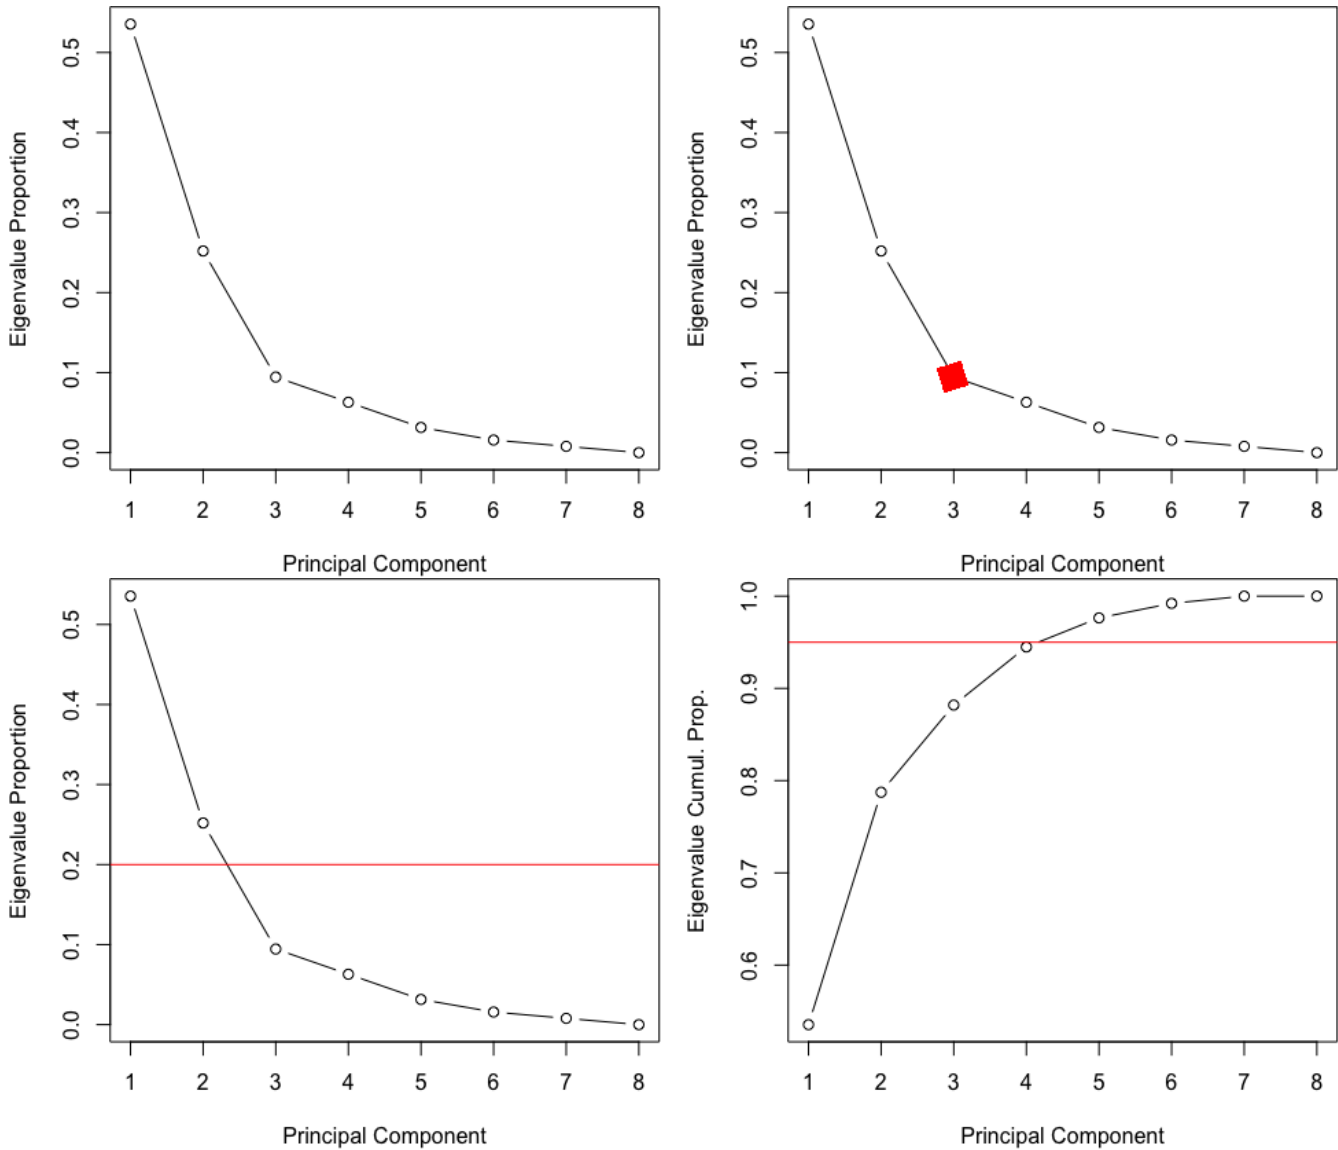 0.5
0.4
0.3
0.2
0.1
0.0
Eigenvalue Proportion
1 2 3 4 5 6 7 8
Principal Component
0.5
0.4
0.3
0.2
0.1
0.0
Eigenvalue Proportion
1 2 3 4 5 6 7 8
Principal Component
0.5
0.4
0.3
0.2
0.1
0.0
Eigenvalue Proportion
1 2 3 4 5 6 7 8
Principal Component
1.0
0.9
0.8
0.7
0.6
Eigenvalue Cumul. Prop.
1 2 3 4 5 6 7 8
Principal Component